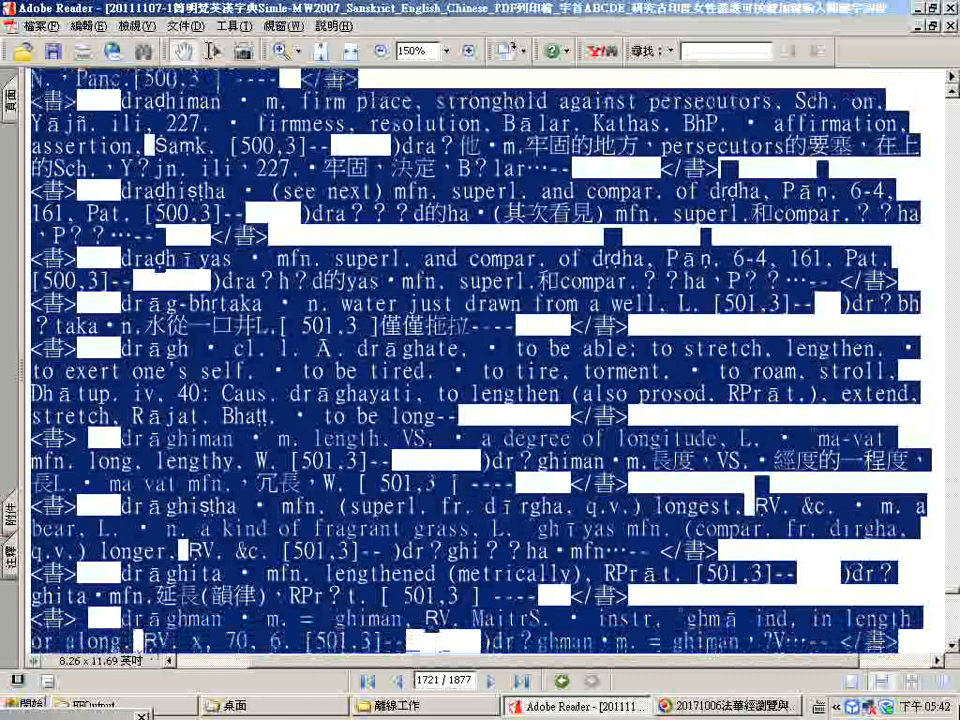 Adobe Reader - [20111107-1簡明梵英漢字典Simle-MW2007_Sanskrict_English_Chinese_PDF列印檔_字首ABCDE_研究古印度女性
檔案(F) 編輯(E) 檢視(V) 文件(D) 工具(T) 視窗(W) 說明(H)
150% 尋找：
N.，Panc.[500,3] ---- </書>
<書> draḍhiman • m. firm place, stronghold against persecutors, Sch. on.
Yājñ. ili, 227. • firmness, resolution, Bālar, Kathas. BhP. • affirmation,
assertion, Śamk. [500,3]-- )dra？他•m.牢固的地方，persecutors的要塞，在上
的Sch.，Y？jn. ili，227.•牢固，決定，B？lar…-- </書>
<書> draḍhiṣṭha • (see next) mfn. superl. and compar. of dṛḍha, Pāṇ. 6-4,
161, Pat. [500,3]-- )dra？？？d的ha•(其次看見) mfn. superl.和compar.？？ha
，P？？…-- </書>
<書> draḍhīyas • mfn. superl. and compar. of dṛḍha, Pāṇ. 6-4, 161, Pat.
[500,3]-- )dra？h？d的yas•mfn. superl.和compar.？？ha，P？？… </書>
<書> drāg-bhṛtaka • n. water just drawn from a well, L. [501,3]-- )dr？bh
？taka•n.水從一口井L.[ 501,3 ]僅僅拖拉---- </書>
<書> drāgh • cl. l. Ā. drāghate, • to be able; to stretch, lengthen, •
to exert one's self. • to be tired. • to tire, torment. • to roam, stroll,
Dhātup. iv, 40: Caus. drāghayati, to lengthen (also prosod. RPrāt.), extend,
stretch, Rājat. Bhaṭṭ. • to be long-- </書>
<書> drāghiman • m. length, VS. • a degree of longitude, L. • ma-vat
mfn. long, lengthy, W. [501,3]-- )dr？ghiman•m.長度，VS.•經度的一程度，
長L.• ma vat mfn.，冗長，W. [ 501,3 ] ---- </書>
<書> drāghiṣṭha • mfn. (superl. fr. dīrgha, q.v.) longest, RV. &c. • m. a
bear, L. • n. a kind of fragrant grass, L. °ghīyas mfn. (compar. fr. dīrgha,
q.v.) longer, RV. &c. [501,3]-- )dr？ghi？？ha•mfn…-- </書>
<書> drāghita • mfn. lengthened (metrically), RPrāt. [501,3]-- )dr？
ghita•mfn.延長(韻律)，RPr？t. [ 501,3 ] ---- </書>
<書> drāghman • m. = ghiman, RV. MaitrS. • instr. °ghmā ind, in length
or along, RV. x, 70, 6. [501,3]-- )dr？ghman•m. = ghiman，？V… -- </書>
頁面
附件
註釋
8.26 x 11.69 英吋
1721 / 1877
開始 桌面 離線工作 Adobe Reader - [201111... 20171006法華經瀏覽與... 下午 05:42